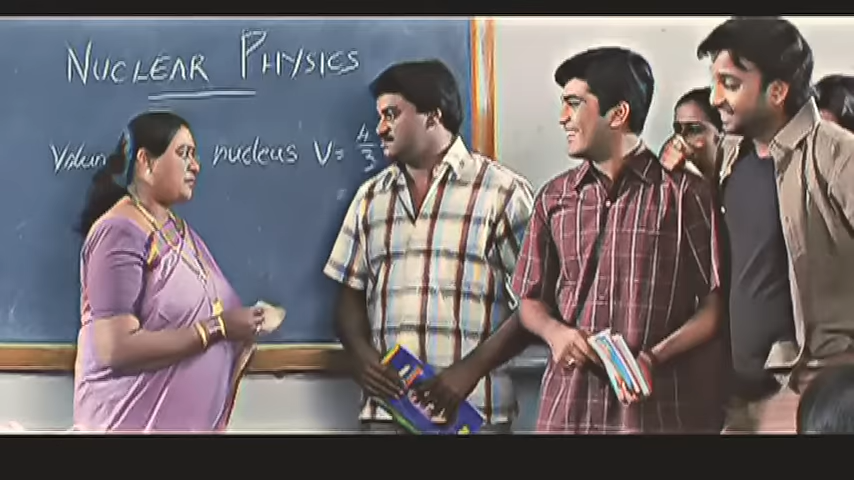 NUCLEAR PHYSICS
nucleus V = 4/3
=